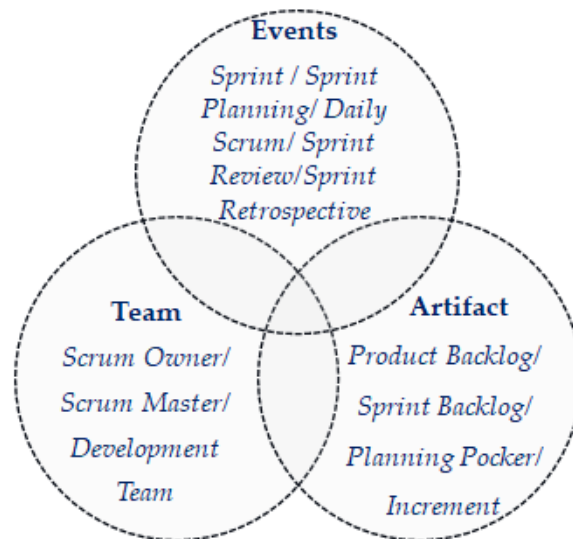 Events
Sprint / Sprint
Planning/ Daily
Scrum/ Sprint
Review/Sprint
Retrospective
Team
Scrum Owner/
Scrum Master/
Development
Team
Artifact
Product Backlog/
Sprint Backlog/
Planning Pocker/
Increment